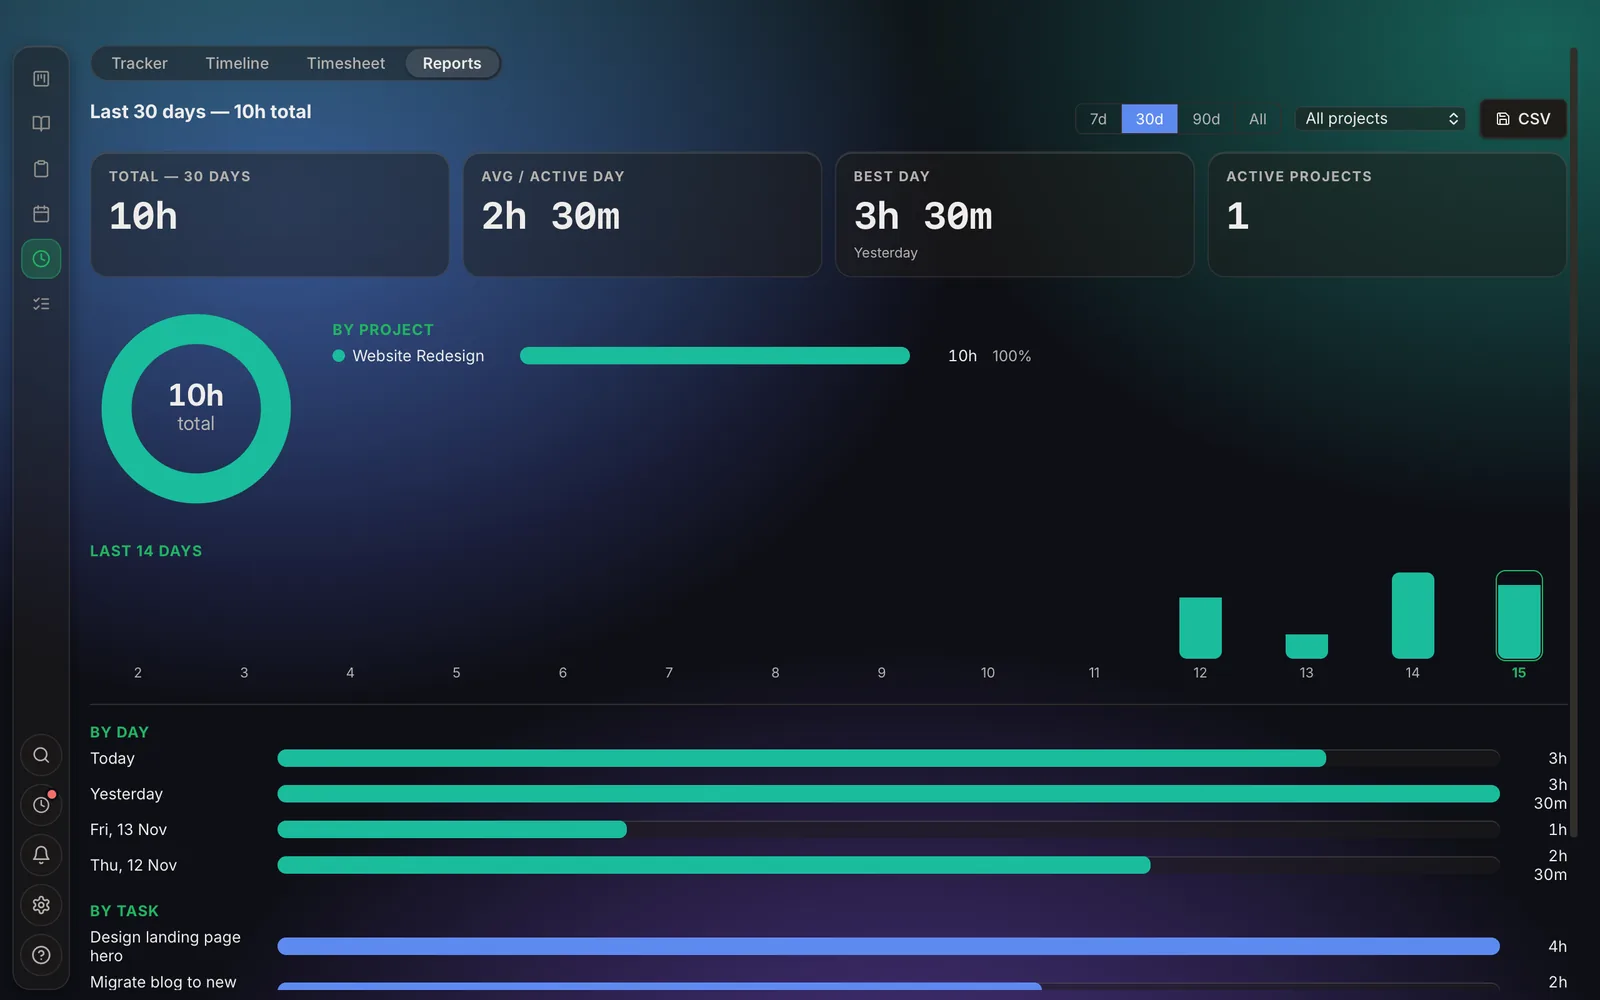 Tracker Timeline Timesheet Reports
Last 30 days — 10h total
7d 30d 90d All All projects CSV
TOTAL — 30 DAYS
10h
AVG / ACTIVE DAY
2h 30m
BEST DAY
3h 30m
Yesterday
ACTIVE PROJECTS
1
10h
total
BY PROJECT
Website Redesign 10h 100%
LAST 14 DAYS
2 3 4 5 6 7 8 9 10 11 12 13 14 15
BY DAY
Today 3h
Yesterday 3h 30m
Fri, 13 Nov 1h
Thu, 12 Nov 2h 30m
BY TASK
Design landing page
hero 4h
Migrate blog to new 2h